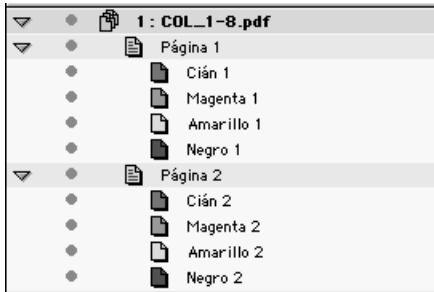 1 : COL_1-8.pdf
Página 1
Cián 1
Magenta 1
Amarillo 1
Negro 1
Página 2
Cián 2
Magenta 2
Amarillo 2
Negro 2